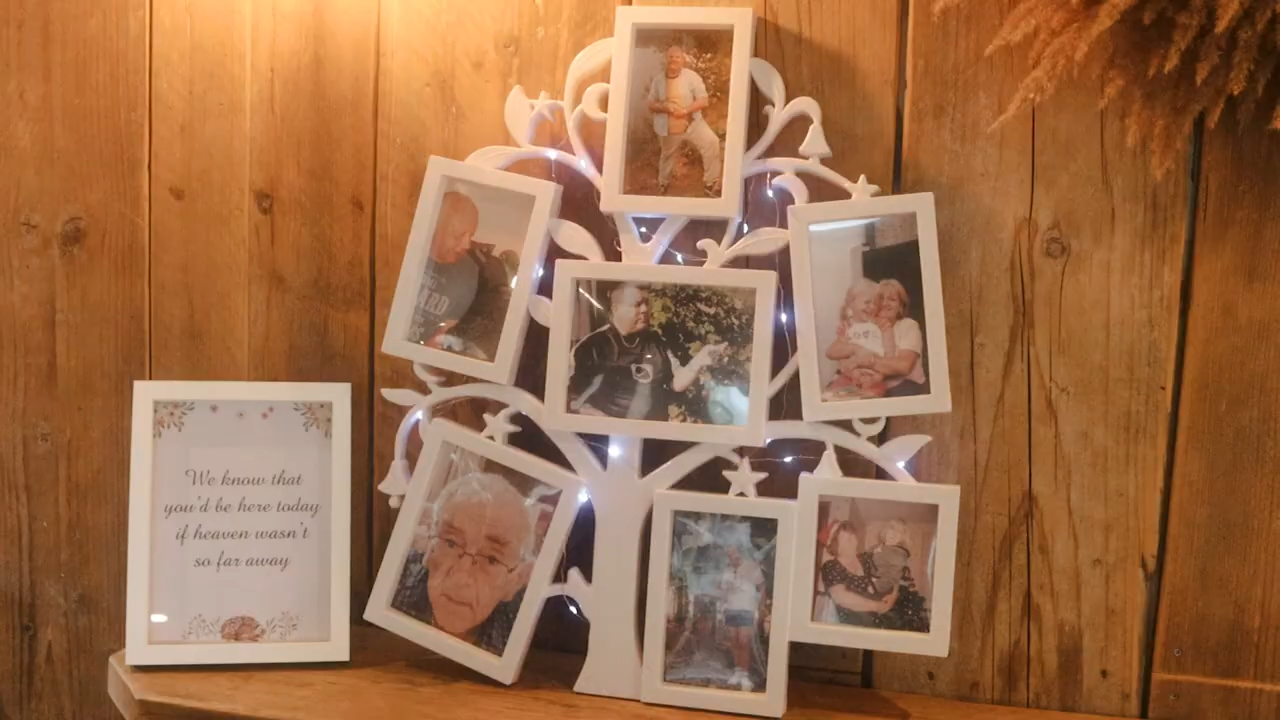 We know that
you'd be here today
if heaven wasn't
so far away